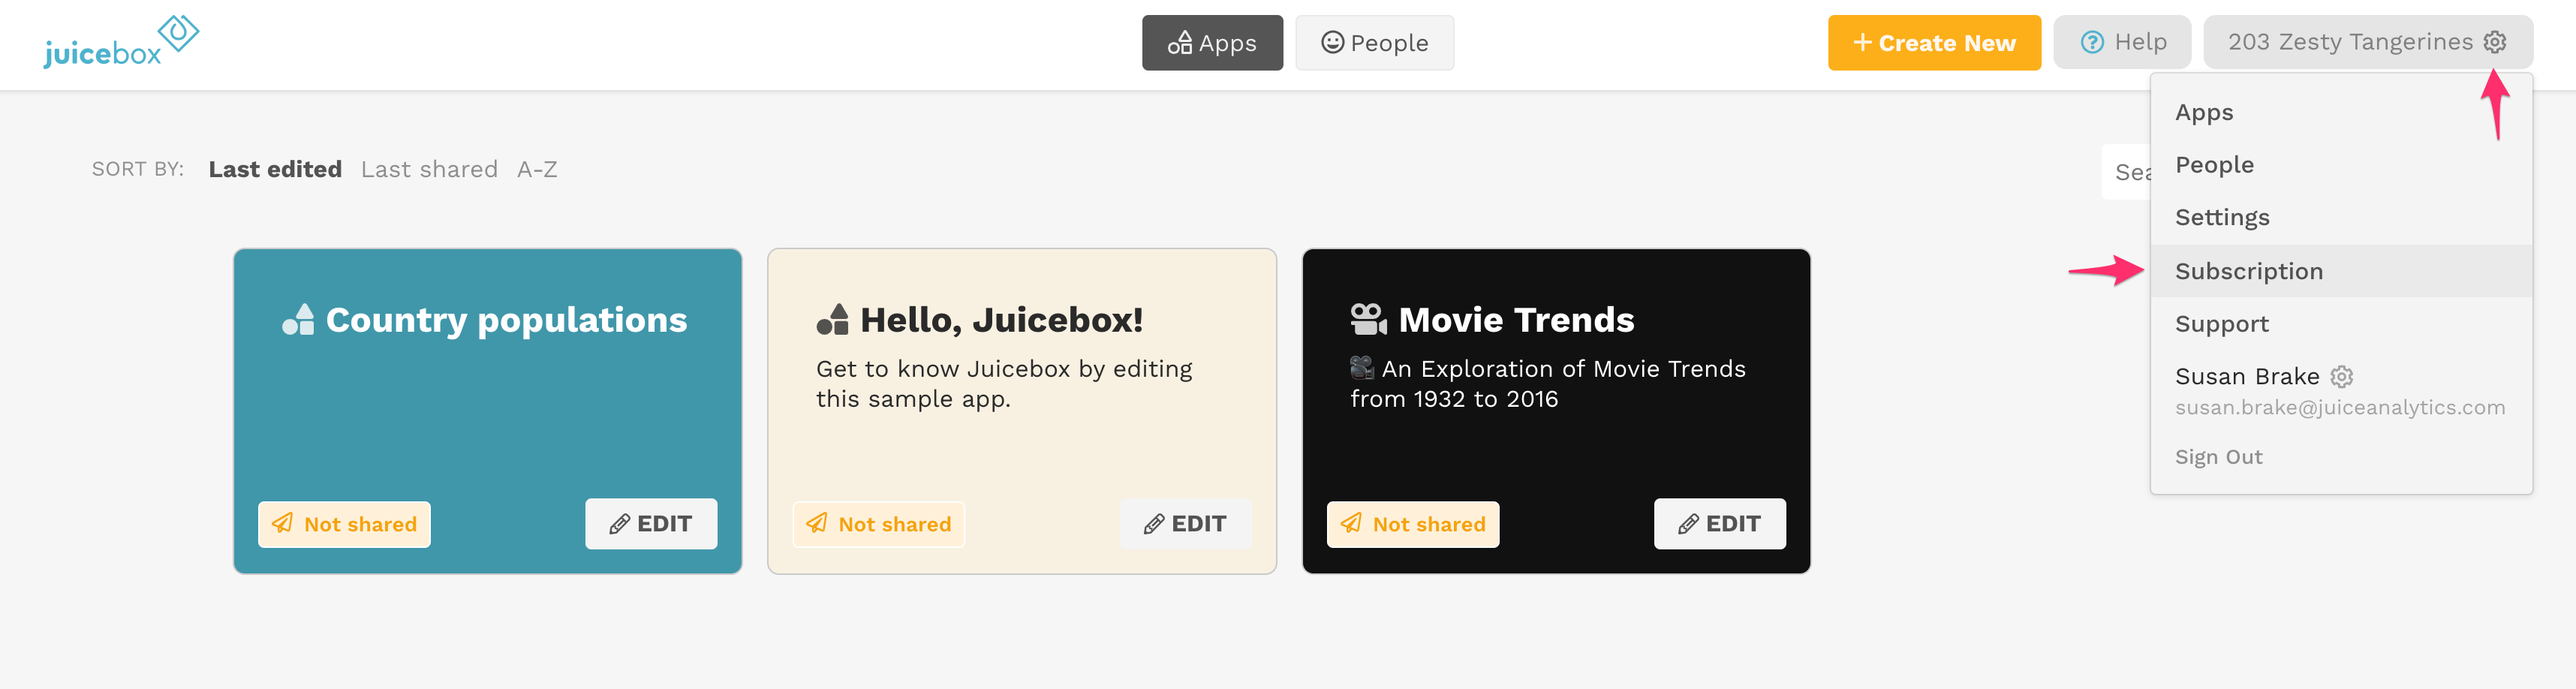 juicebox
Apps
People
+ Create New
Help
203 Zesty Tangerines
SORT BY: Last edited Last shared A-Z
Sea
Apps
People
Settings
Subscription
Support
Susan Brake
susan.brake@juiceanalytics.com
Sign Out
Country populations
Not shared
EDIT
Hello, Juicebox!
Get to know Juicebox by editing
this sample app.
Not shared
EDIT
Movie Trends
🎥 An Exploration of Movie Trends
from 1932 to 2016
Not shared
EDIT